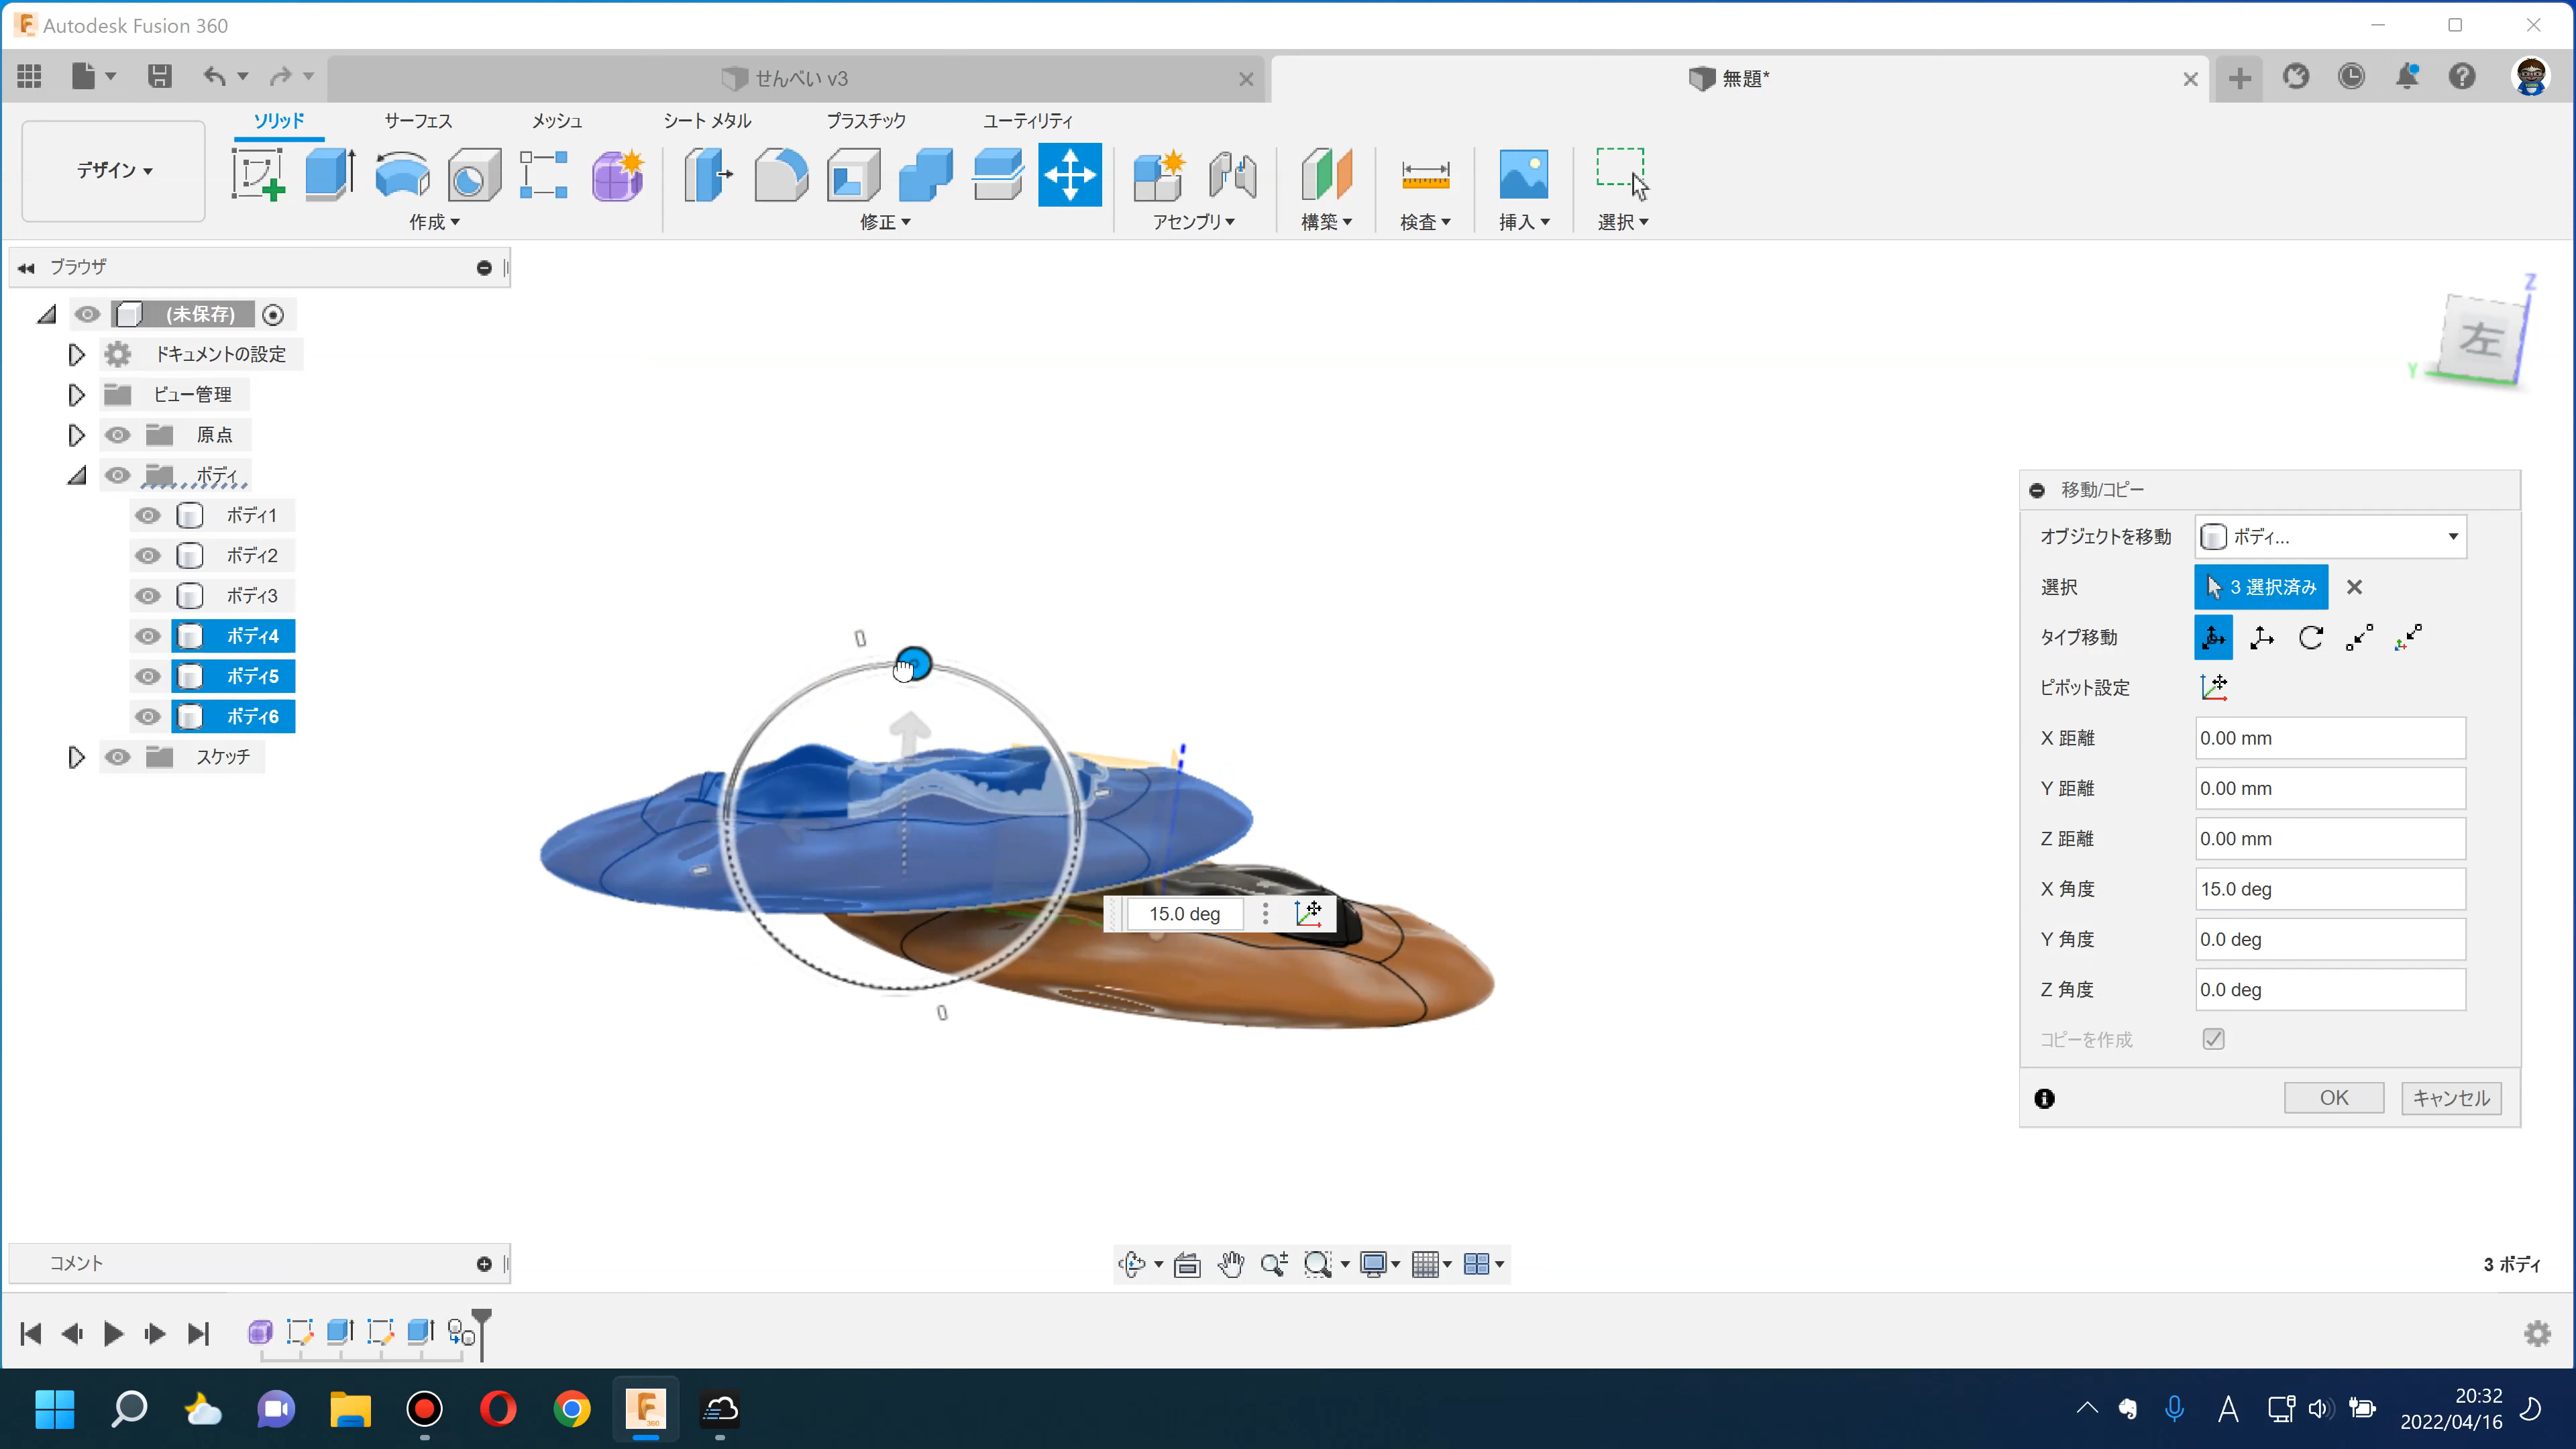 Autodesk Fusion 360
せんべい v3
無題*
ソリッド
サーフェス
メッシュ
シート メタル
プラスチック
ユーティリティ
デザイン
作成
修正
アセンブリ
構築
検査
挿入
選択
ブラウザ
(未保存)
ドキュメントの設定
ビュー管理
原点
ボディ
ボディ1
ボディ2
ボディ3
ボディ4
ボディ5
ボディ6
スケッチ
Z
左
Y
移動/コピー
オブジェクトを移動
ボディ...
選択
3 選択済み
タイプ移動
ピボット設定
X 距離
0.00 mm
Y 距離
0.00 mm
Z 距離
0.00 mm
X 角度
15.0 deg
Y 角度
0.0 deg
Z 角度
0.0 deg
コピーを作成
OK
キャンセル
15.0 deg
コメント
3 ボディ
A
20:32
2022/04/16